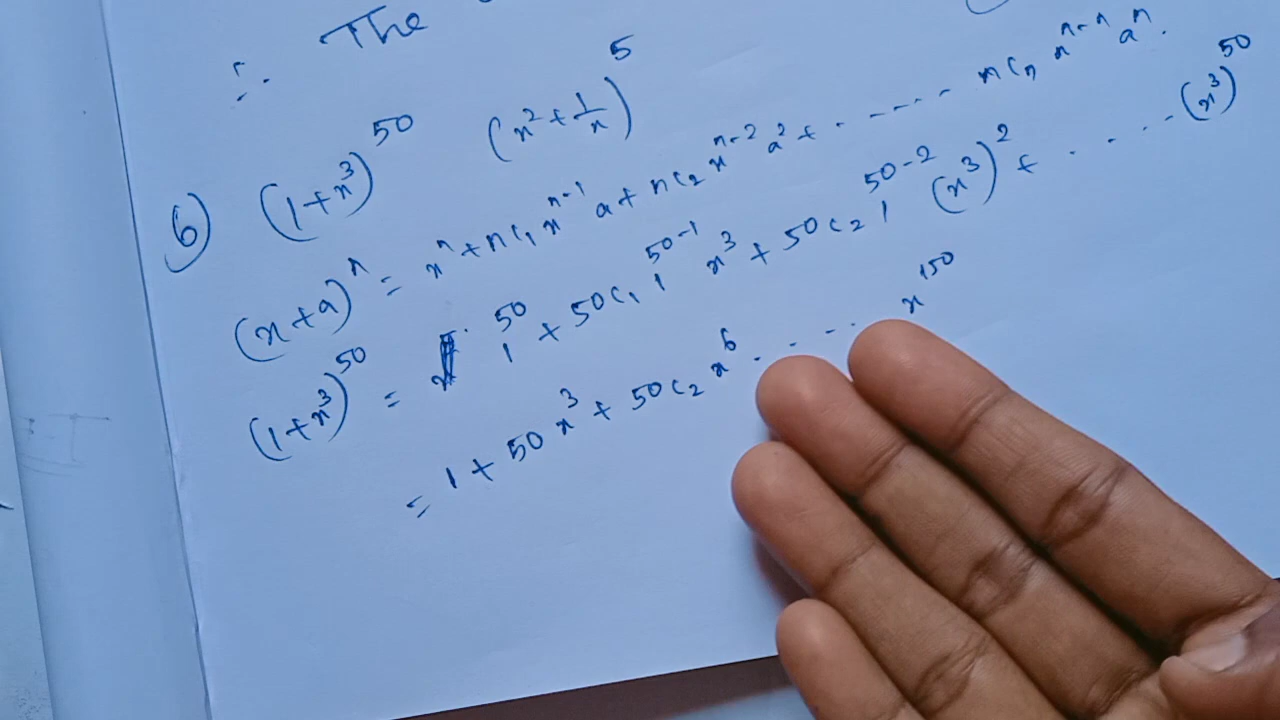 ∴ The
6) (1+x³)⁵⁰ (x²+1/x)⁵
(x+a)ⁿ = xⁿ + nC₁ xⁿ⁻¹ a + nC₂ xⁿ⁻² a² + ....... nCₙ xⁿ⁻ⁿ aⁿ.
(1+x³)⁵⁰ = 1⁵⁰ + 50C₁ 1⁵⁰⁻¹ x³ + 50C₂ 1⁵⁰⁻² (x³)² + ..... (x³)⁵⁰
= 1 + 50x³ + 50C₂ x⁶ ..... x¹⁵⁰